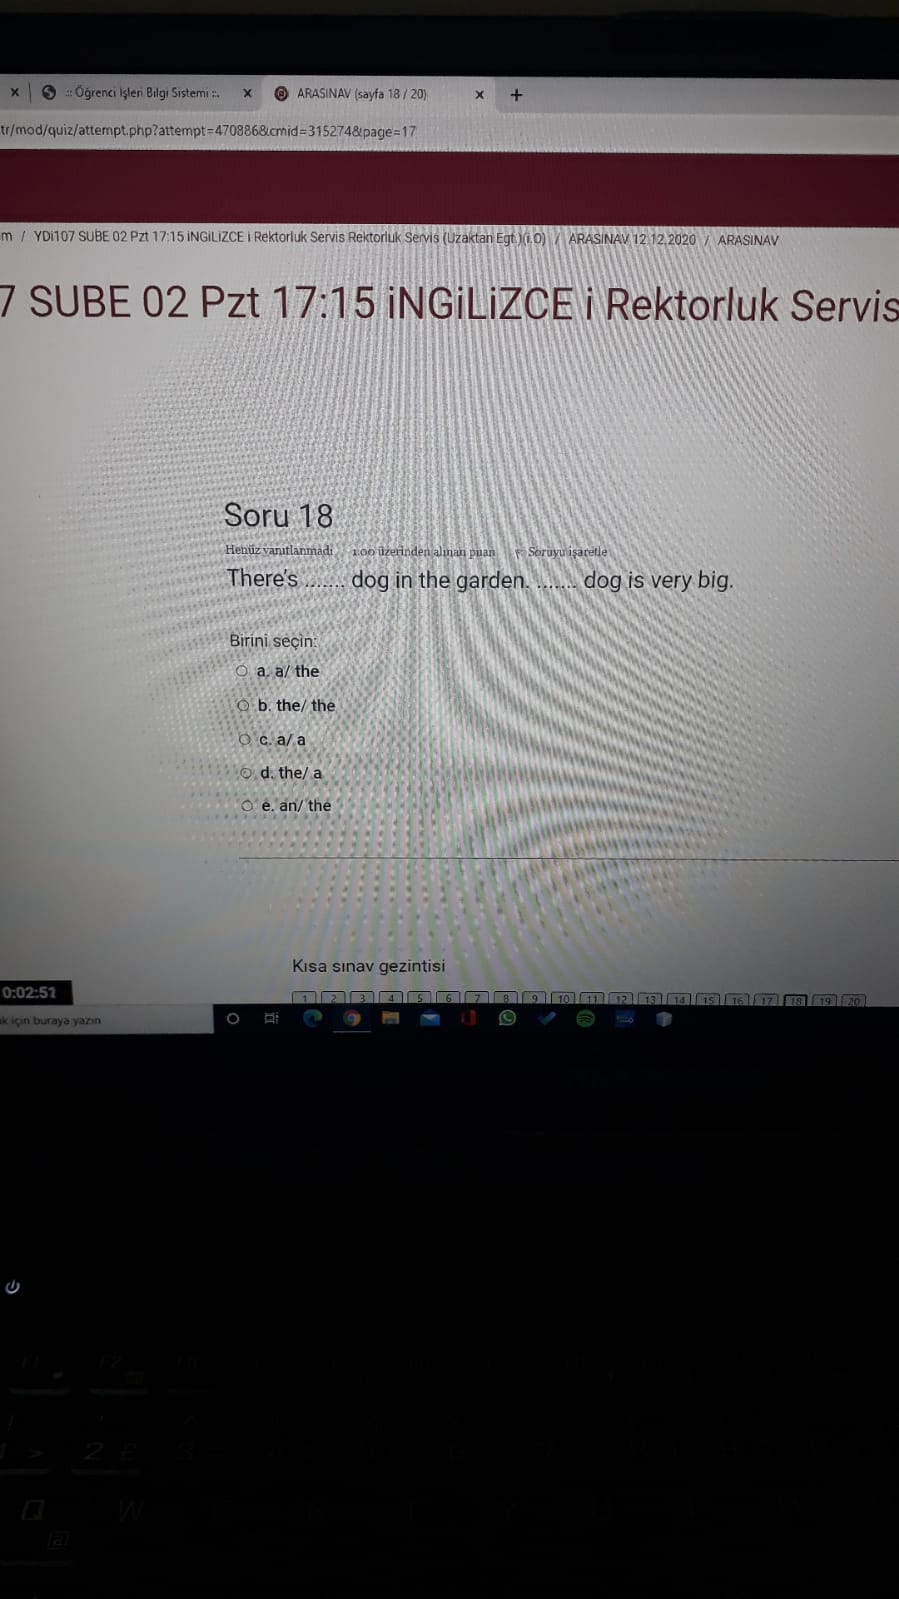 :: Öğrenci İşleri Bilgi Sistemi ::.
ARASINAV (sayfa 18 / 20)
tr/mod/quiz/attempt.php?attempt=470886&cmid=315274&page=17
m / YDi107 SUBE 02 Pzt 17:15 iNGiLiZCE i Rektorluk Servis Rektorluk Servis (Uzaktan Egt.)(i.O) / ARASINAV 12.12.2020 / ARASINAV
7 SUBE 02 Pzt 17:15 iNGiLiZCE i Rektorluk Servis
Soru 18
Henüz yanıtlanmadı 1.00 üzerinden alınan puan Soruyu işaretle
There's ....... dog in the garden. ....... dog is very big.
Birini seçin:
a. a/ the
b. the/ the
c. a/ a
d. the/ a
e. an/ the
Kısa sınav gezintisi
0:02:51
1 2 3 4 5 6 7 8 9 10 11 12 13 14 15 16 17 18 19 20
k için buraya yazın
F1 F2
2 £
Q W